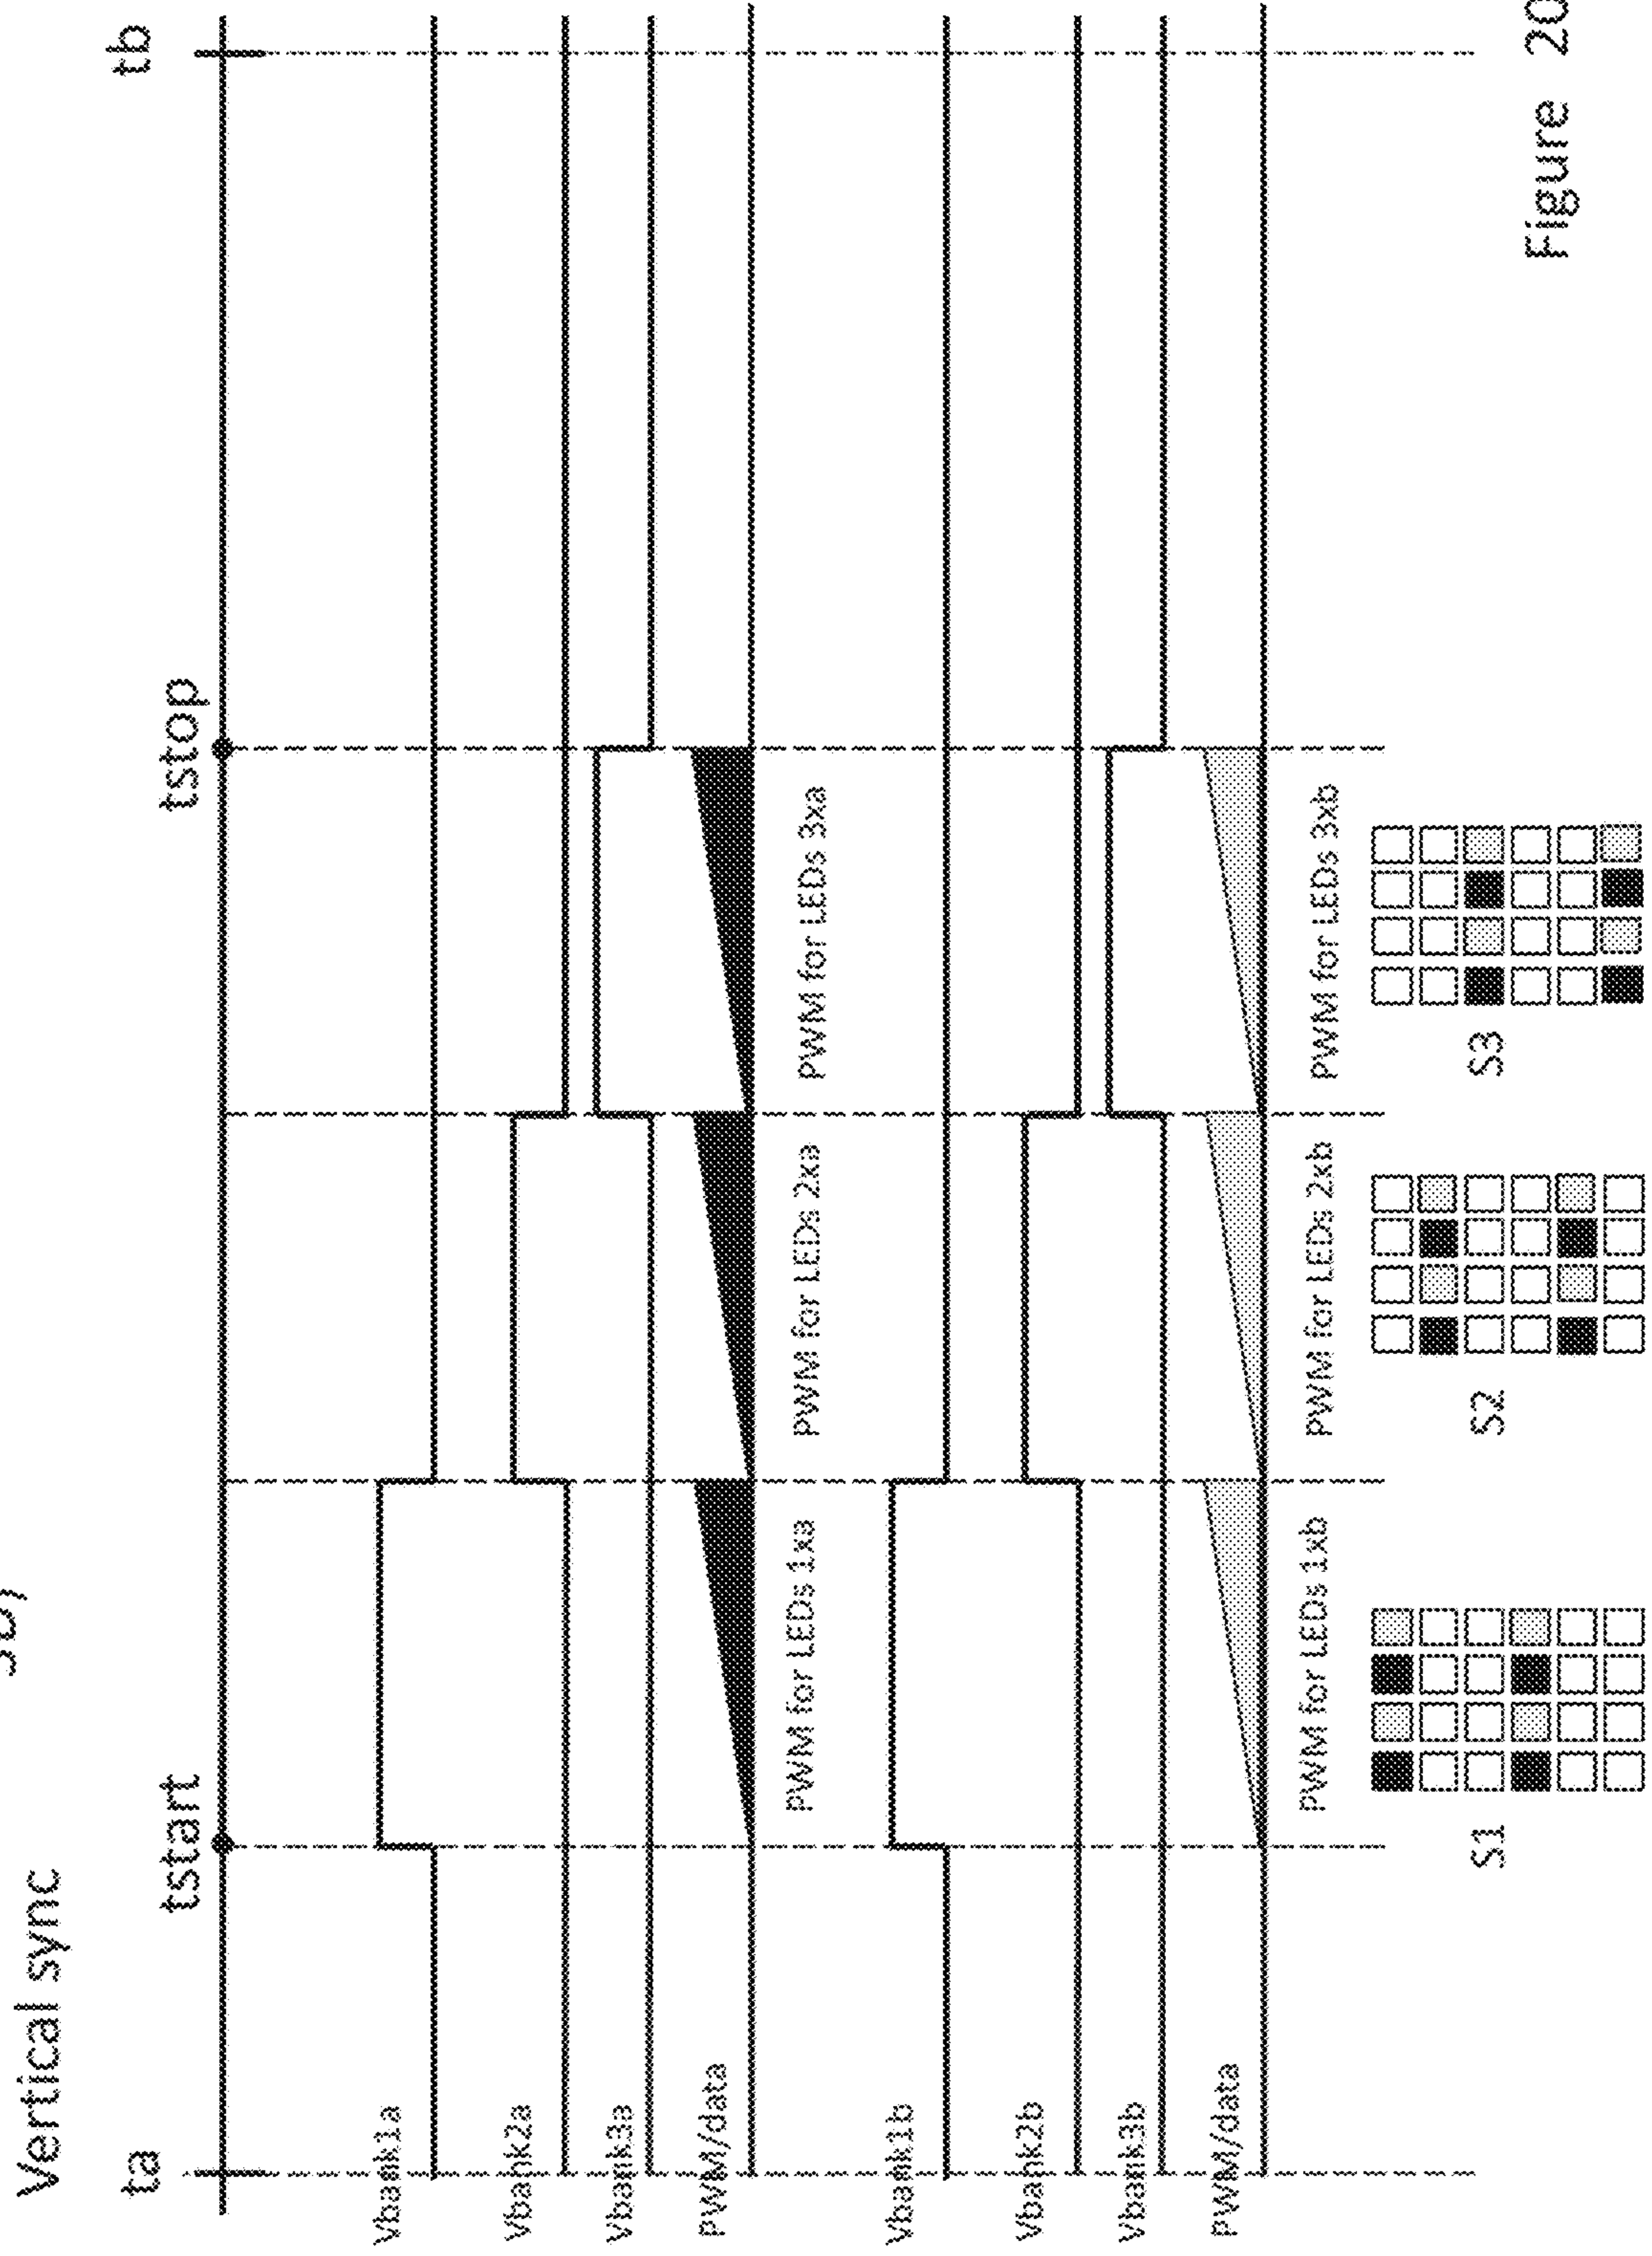 Vertical sync
ta
tstart
tstop
tb
Vbank1a
Vbank2a
Vbank3a
PWM/data
PWM for LEDs 1xa
PWM for LEDs 2xa
PWM for LEDs 3xa
Vbank1b
Vbank2b
Vbank3b
PWM/data
PWM for LEDs 1xb
PWM for LEDs 2xb
PWM for LEDs 3xb
S1
S2
S3
Figure 20